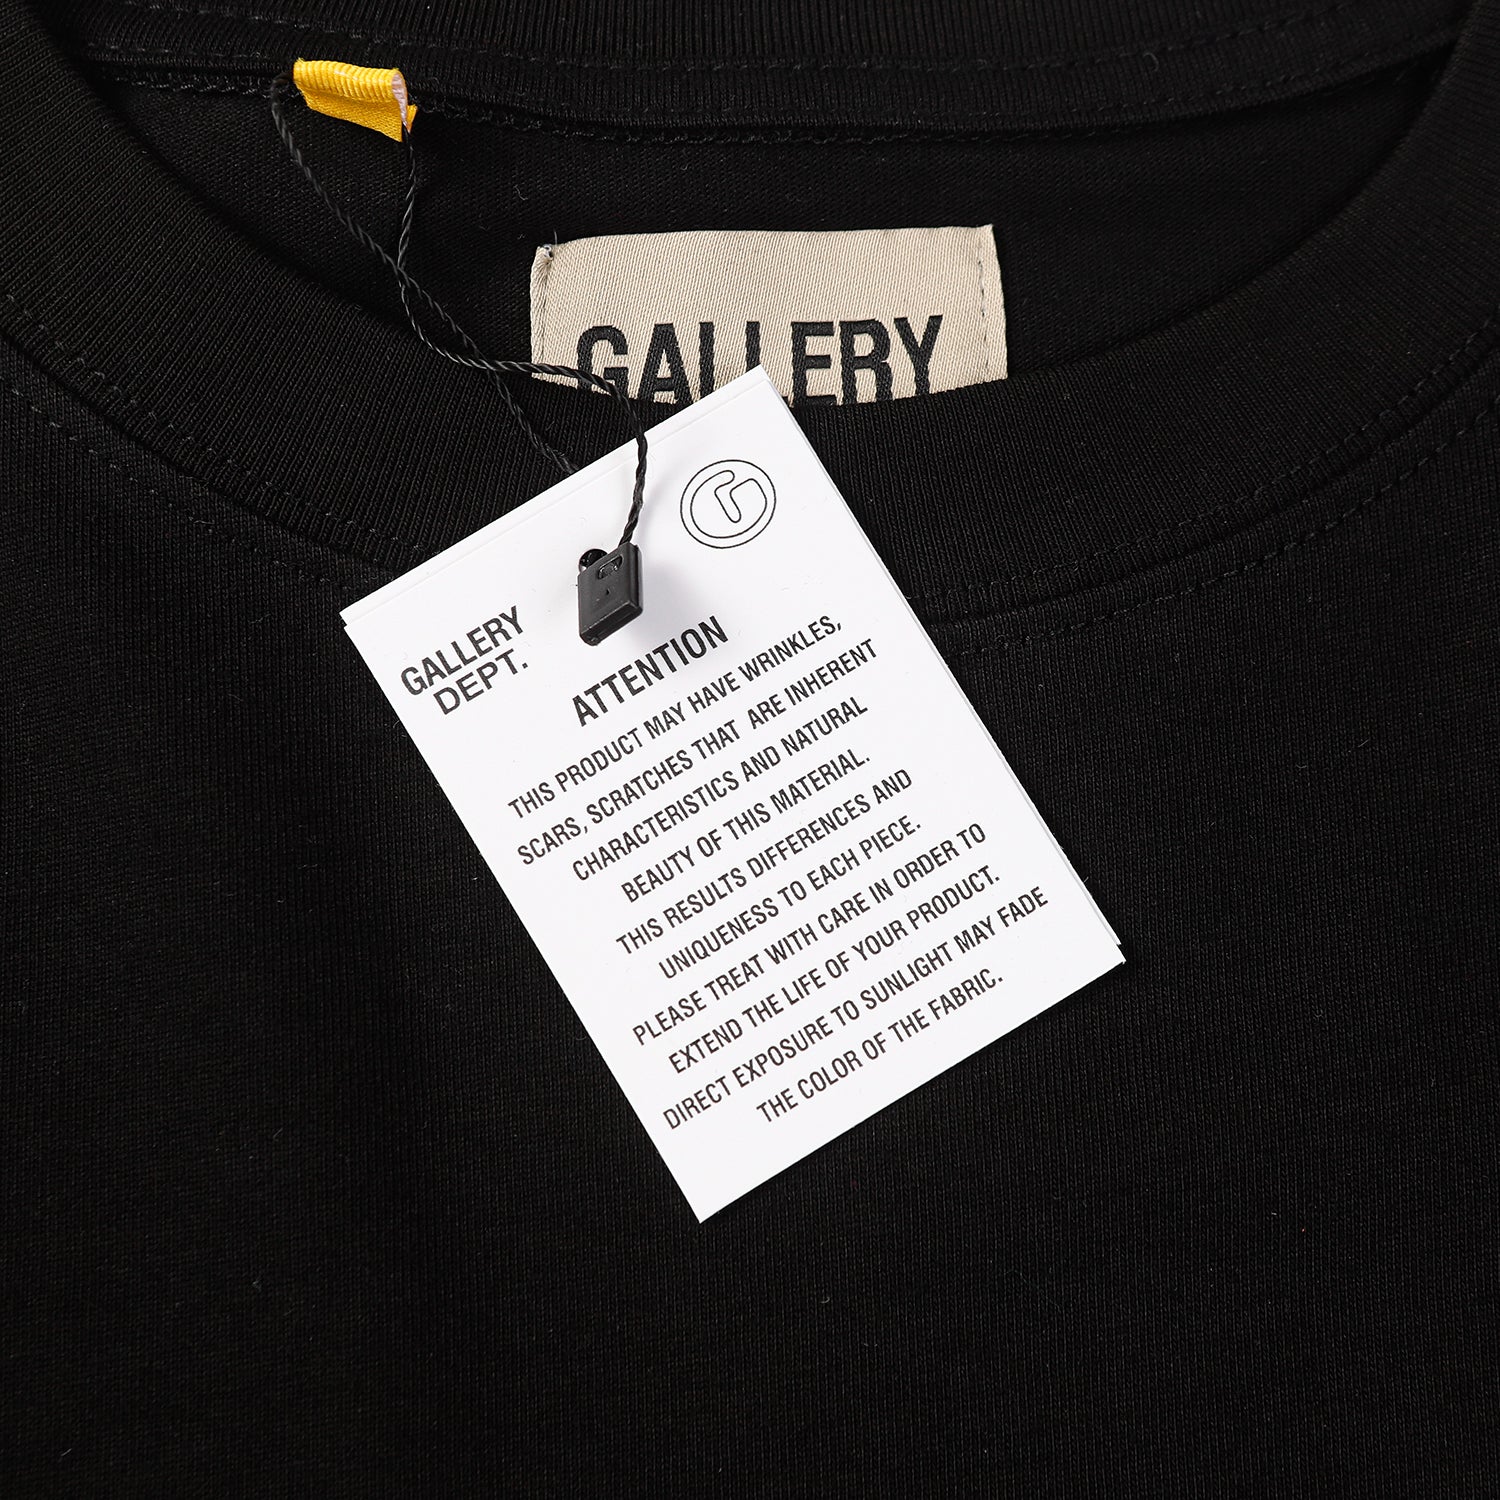 GALLERY
GALLERY
DEPT.
ATTENTION
THIS PRODUCT MAY HAVE WRINKLES,
SCARS, SCRATCHES THAT ARE INHERENT
CHARACTERISTICS AND NATURAL
BEAUTY OF THIS MATERIAL.
THIS RESULTS DIFFERENCES AND
UNIQUENESS TO EACH PIECE.
PLEASE TREAT WITH CARE IN ORDER TO
EXTEND THE LIFE OF YOUR PRODUCT.
DIRECT EXPOSURE TO SUNLIGHT MAY FADE
THE COLOR OF THE FABRIC.